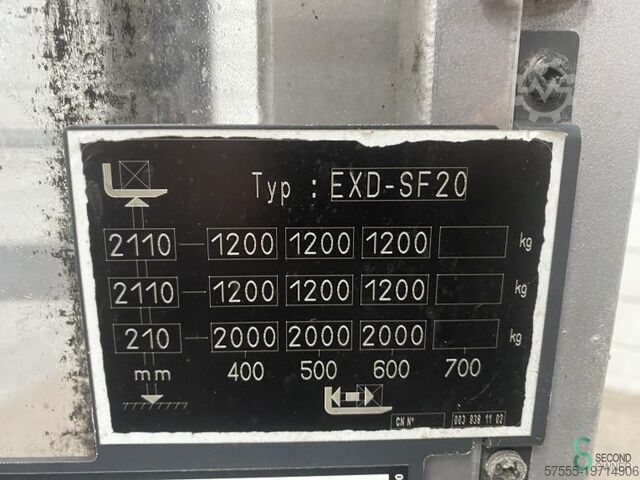 Typ : EXD-SF20
2110 1200 1200 1200 kg
2110 1200 1200 1200 kg
210 2000 2000 2000 kg
mm 400 500 600 700
CN N° 003 838 11 02
SECOND
57555-19714906